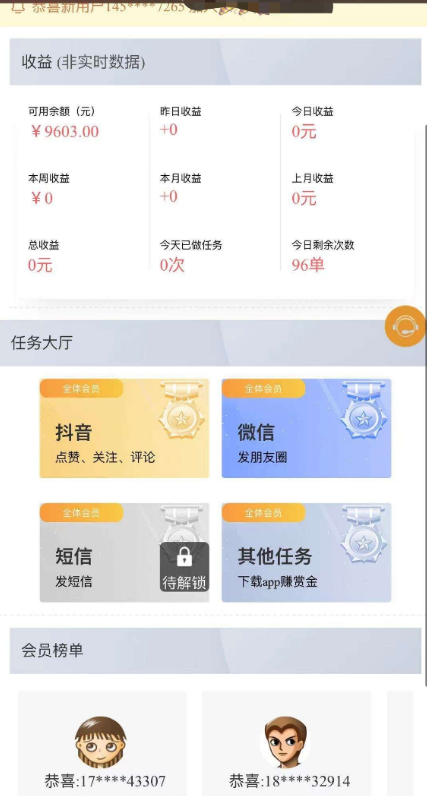 恭喜新用户145****7265
收益 (非实时数据)
可用余额（元） 昨日收益 今日收益
￥9603.00 +0 0元
本周收益 本月收益 上月收益
￥0 +0 0元
总收益 今天已做任务 今日剩余次数
0元 0次 96单
任务大厅
全体会员 全体会员
抖音 微信
点赞、关注、评论 发朋友圈
全体会员 全体会员
短信 其他任务
发短信 待解锁 下载app赚赏金
会员榜单
恭喜:17****43307 恭喜:18****32914